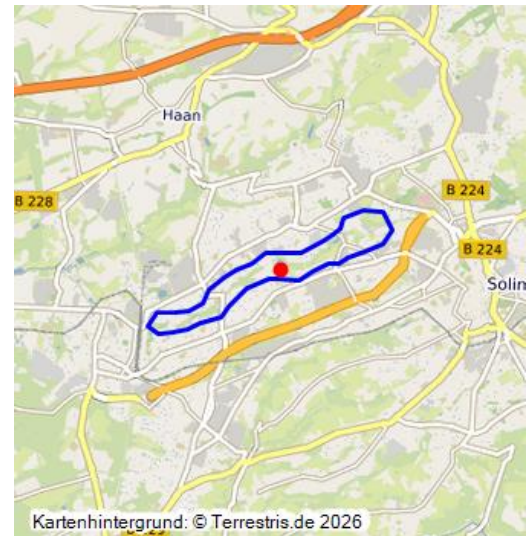 Haan
B 228
B 224
B 224
Solin
Kartenhintergrund: © Terrestris.de 2026